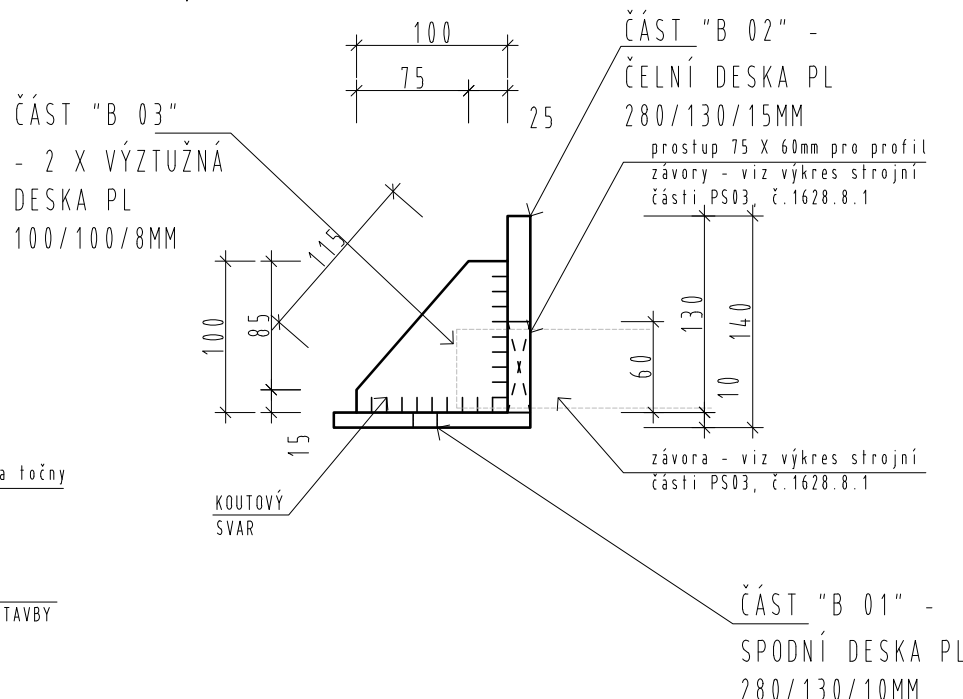 100
75
25
ČÁST "B 02" -
ČELNÍ DESKA PL
280/130/15MM
ČÁST "B 03"
- 2 X VÝZTUŽNÁ
DESKA PL
100/100/8MM
prostup 75 X 60mm pro profil
závory - viz výkres strojní
části PS03, č.1628.8.1
115
100
85
15
130
140
60
10
závora - viz výkres strojní
části PS03, č.1628.8.1
a točny
KOUTOVÝ
SVAR
TAVBY
ČÁST "B 01" -
SPODNÍ DESKA PL
280/130/10MM